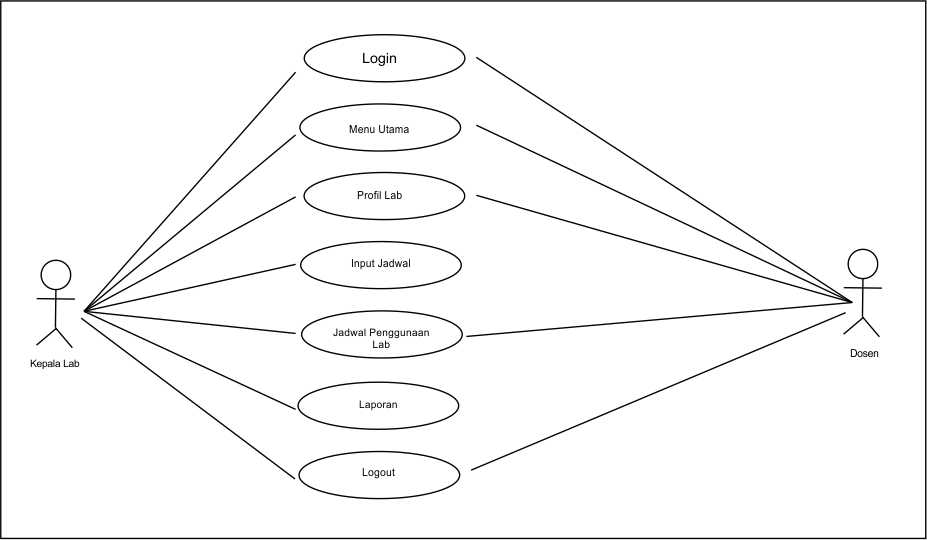 Login
Menu Utama
Profil Lab
Input Jadwal
Jadwal Penggunaan
Lab
Laporan
Logout
Kepala Lab
Dosen